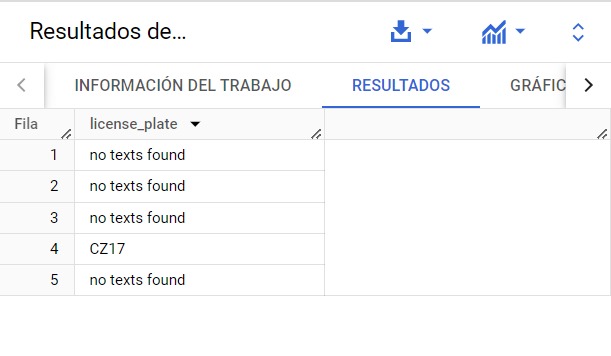 Resultados de...
INFORMACIÓN DEL TRABAJO RESULTADOS GRÁFIC
Fila license_plate
1 no texts found
2 no texts found
3 no texts found
4 CZ17
5 no texts found